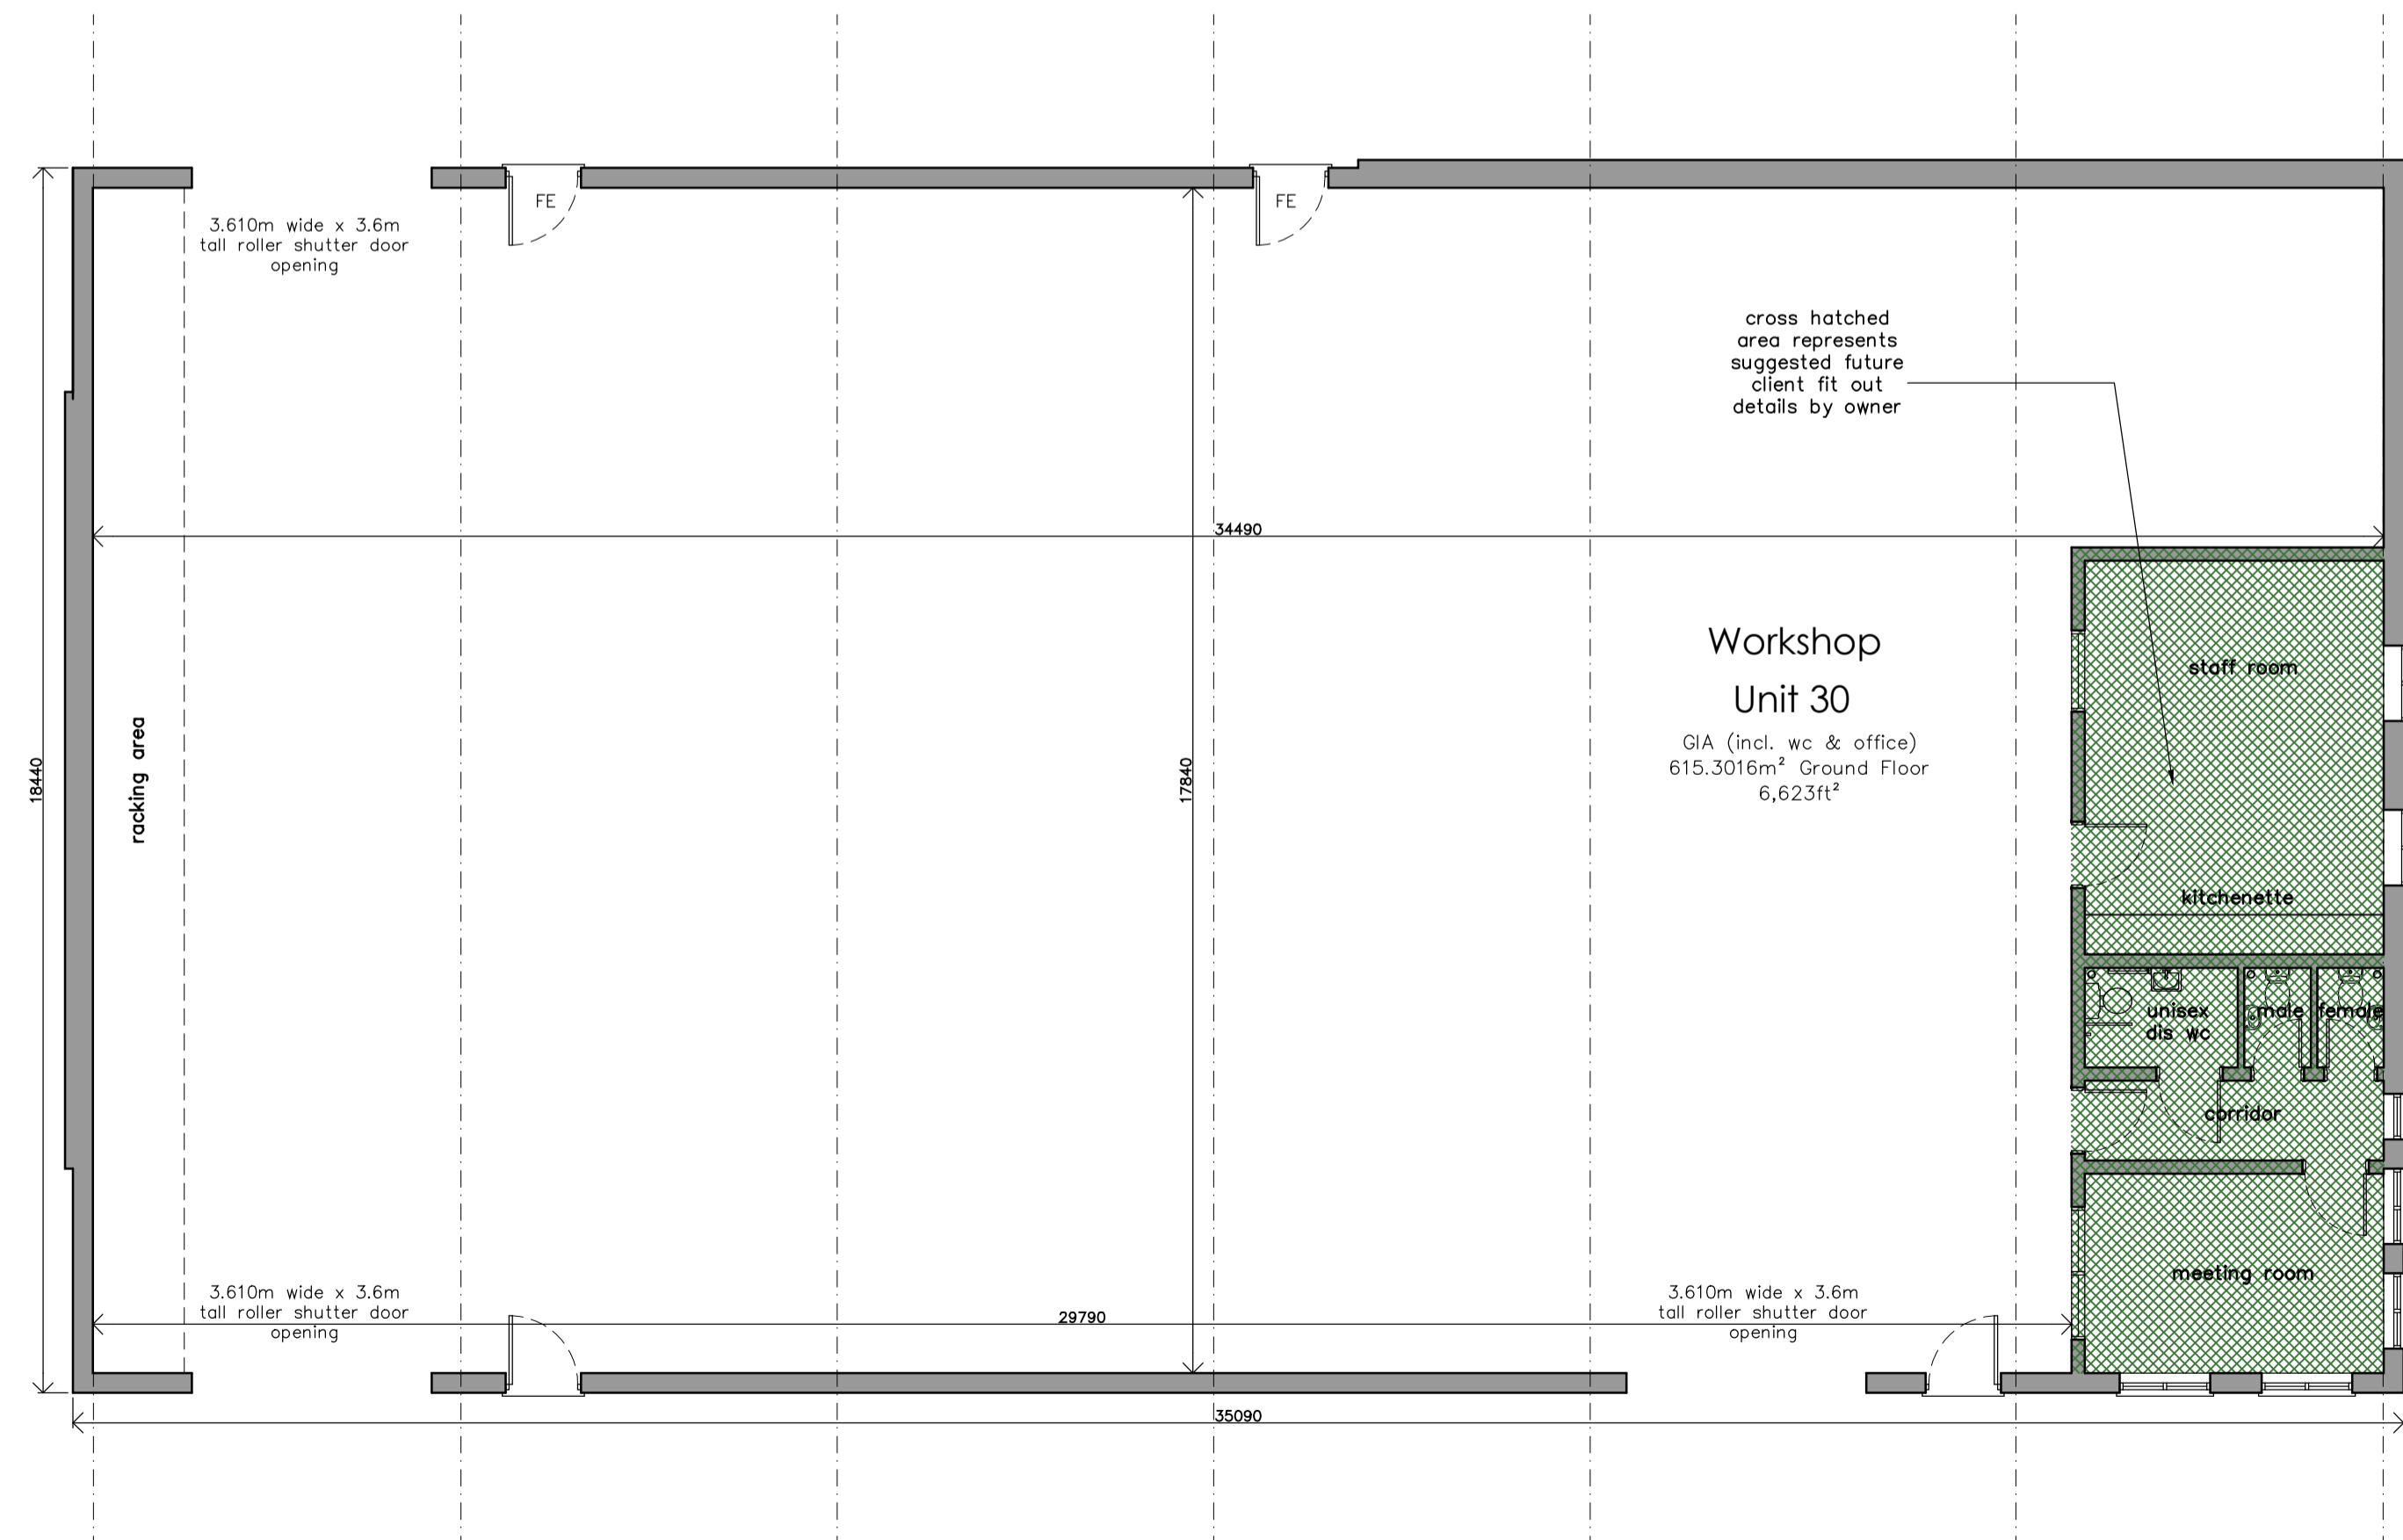 FE
FE
3.610m wide x 3.6m
tall roller shutter door
opening
cross hatched
area represents
suggested future
client fit out
details by owner
34490
Workshop
Unit 30
GIA (incl. wc & office)
615.3016m² Ground Floor
6,623ft²
staff room
racking area
18440
17840
kitchenette
unisex
dis wc
male
female
corridor
meeting room
3.610m wide x 3.6m
tall roller shutter door
opening
29790
3.610m wide x 3.6m
tall roller shutter door
opening
35090